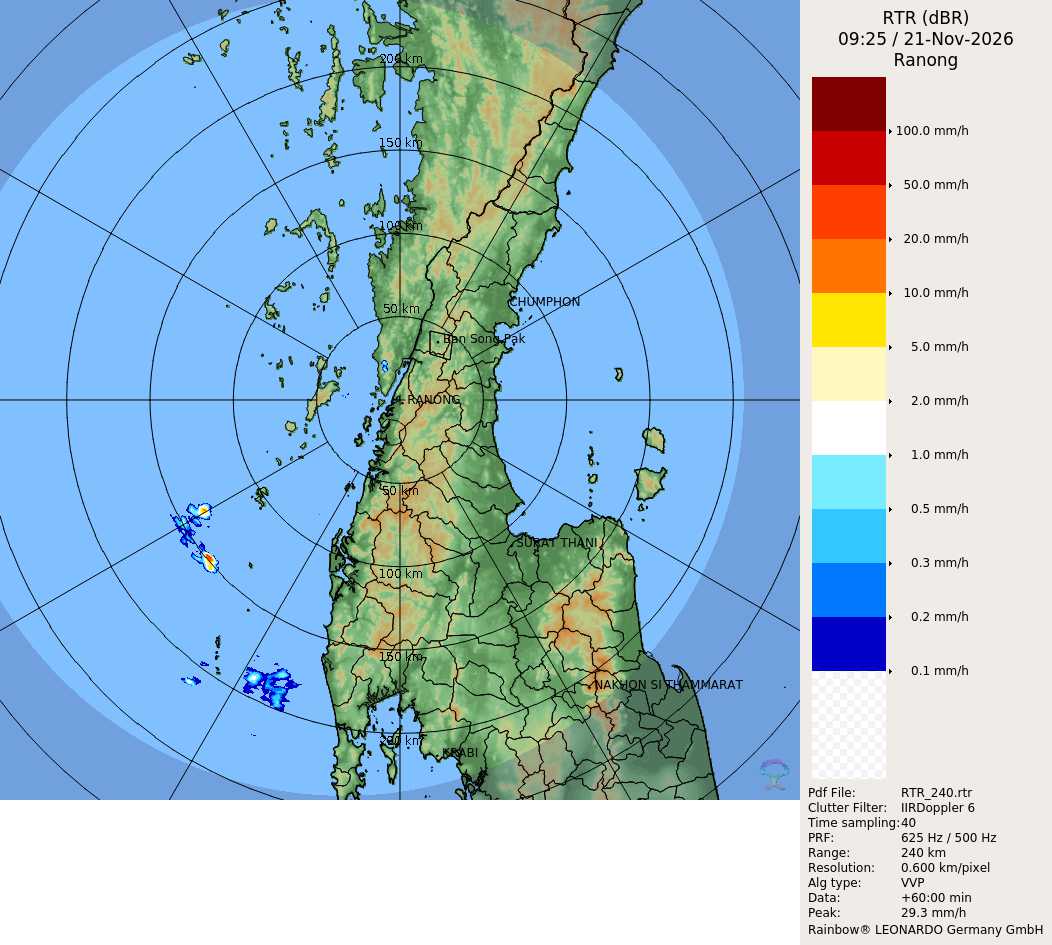 RTR (dBR)
09:25 / 21-Nov-2026
Ranong
200 km
150 km
100 km
50 km
CHUMPHON
Ban Song Pak
RANONG
50 km
SURAT THANI
100 km
150 km
NAKHON SI THAMMARAT
200 km
KRABI
100.0 mm/h
50.0 mm/h
20.0 mm/h
10.0 mm/h
5.0 mm/h
2.0 mm/h
1.0 mm/h
0.5 mm/h
0.3 mm/h
0.2 mm/h
0.1 mm/h
Pdf File: RTR_240.rtr
Clutter Filter: IIRDoppler 6
Time sampling:40
PRF: 625 Hz / 500 Hz
Range: 240 km
Resolution: 0.600 km/pixel
Alg type: VVP
Data: +60:00 min
Peak: 29.3 mm/h
Rainbow® LEONARDO Germany GmbH